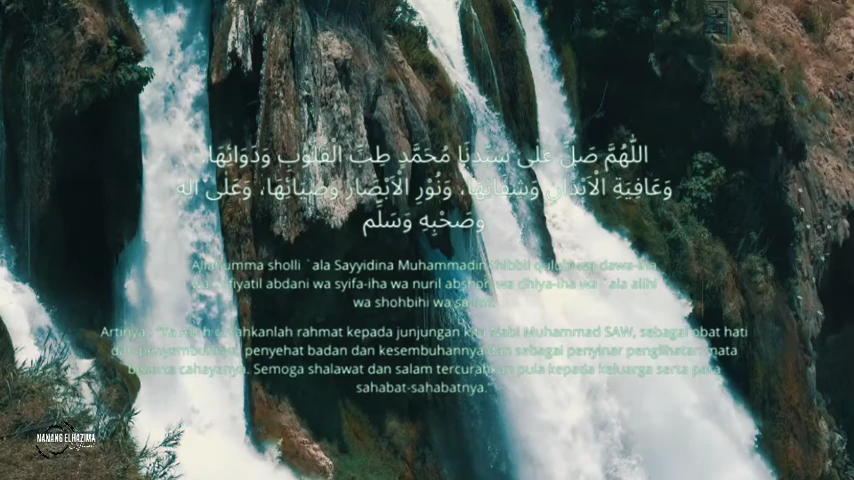 اللّٰهُمَّ صَلِّ عَلَى سَيِّدِنَا مُحَمَّدٍ طِبِّ الْقُلُوْبِ وَدَوَائِهَا،
وَعَافِيَةِ الْاَبْدَانِ وَشِفَائِهَا، وَنُوْرِ الْاَبْصَارِ وَضِيَائِهَا، وَعَلَى اٰلِهِ
وَصَحْبِهِ وَسَلِّم
Allahumma sholli `ala Sayyidina Muhammadin thibbil qulubi wa dawa-iha
wa `afiyatil abdani wa syifa-iha wa nuril abshori wa dhiya-iha wa `ala alihi
wa shohbihi wa sallim
Artinya : "Ya Allah curahkanlah rahmat kepada junjungan kita Nabi Muhammad SAW, sebagai obat hati
dan penyembuhnya, penyehat badan dan kesembuhannya dan sebagai penyinar penglihatan mata
beserta cahayanya. Semoga shalawat dan salam tercurahkan pula kepada keluarga serta para
sahabat-sahabatnya."
NANANG ELHAZIMA